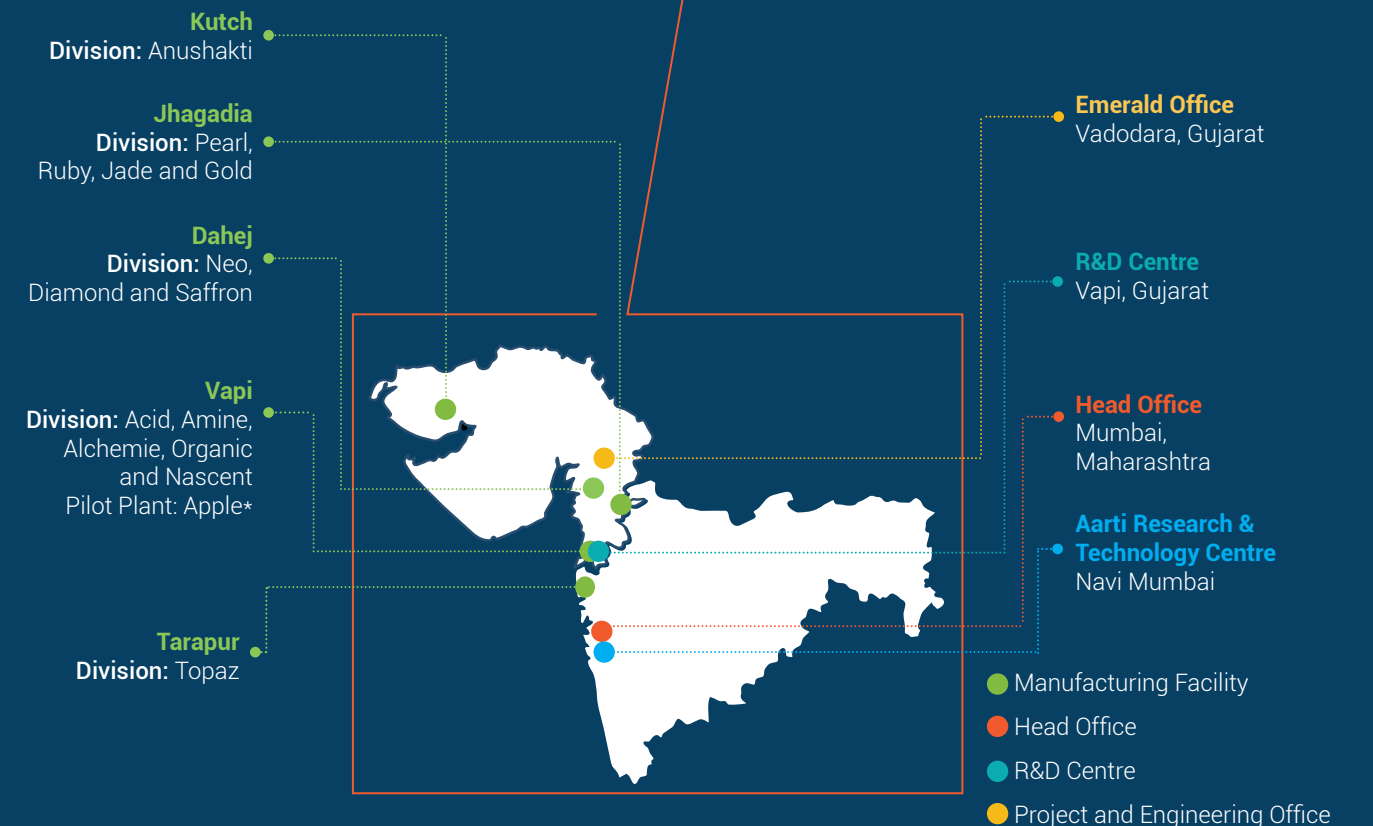 Kutch
Division: Anushakti
Jhagadia
Division: Pearl,
Ruby, Jade and Gold
Dahej
Division: Neo,
Diamond and Saffron
Vapi
Division: Acid, Amine,
Alchemie, Organic
and Nascent
Pilot Plant: Apple*
Tarapur
Division: Topaz
Emerald Office
Vadodara, Gujarat
R&D Centre
Vapi, Gujarat
Head Office
Mumbai,
Maharashtra
Aarti Research &
Technology Centre
Navi Mumbai
Manufacturing Facility
Head Office
R&D Centre
Project and Engineering Office